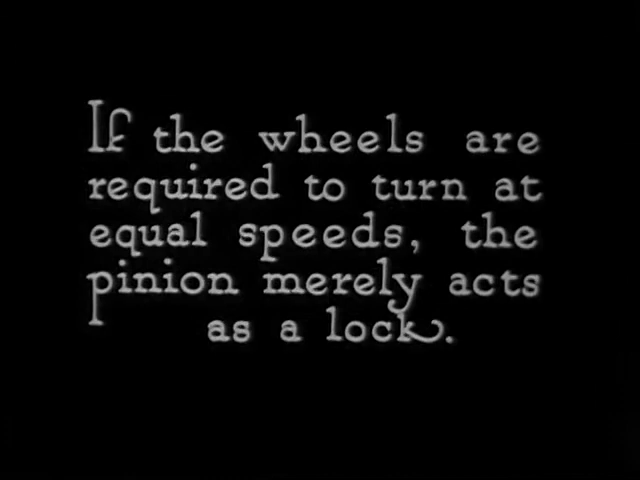 If the wheels are
required to turn at
equal speeds, the
pinion merely acts
as a lock.